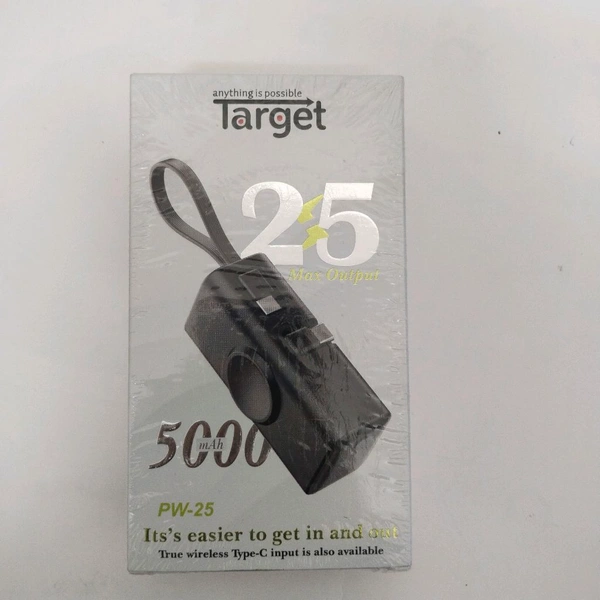 anything is possible
Target
25
Max Output
5000
mAh
PW-25
Its's easier to get in and out
True wireless Type-C input is also available